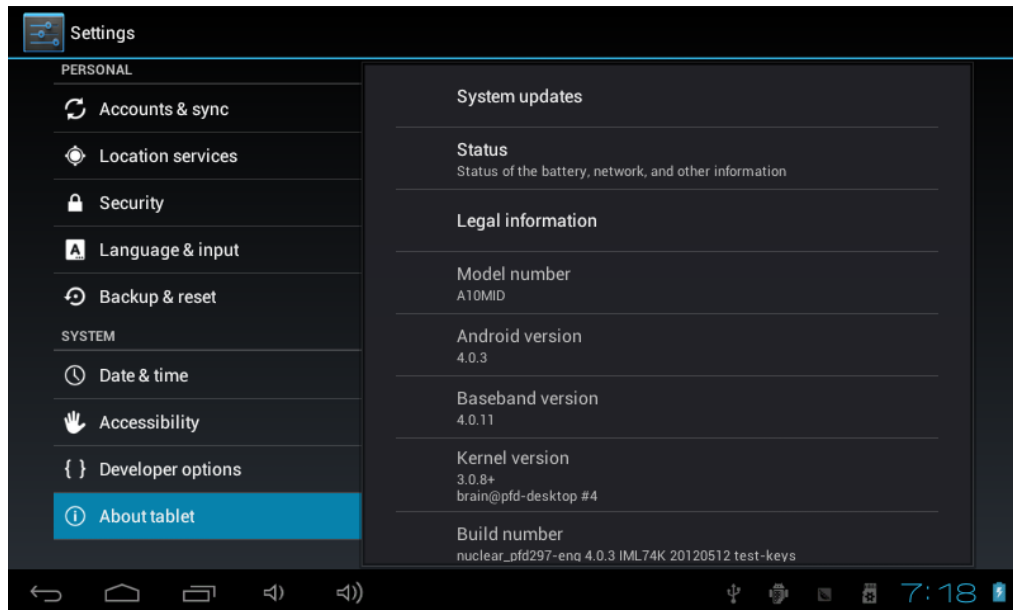 Settings
PERSONAL
Accounts & sync
Location services
Security
Language & input
Backup & reset
SYSTEM
Date & time
Accessibility
{ } Developer options
About tablet
System updates
Status
Status of the battery, network, and other information
Legal information
Model number
A10MID
Android version
4.0.3
Baseband version
4.0.11
Kernel version
3.0.8+
brain@pfd-desktop #4
Build number
nuclear_pfd297-eng 4.0.3 IML74K 20120512 test-keys
7:18